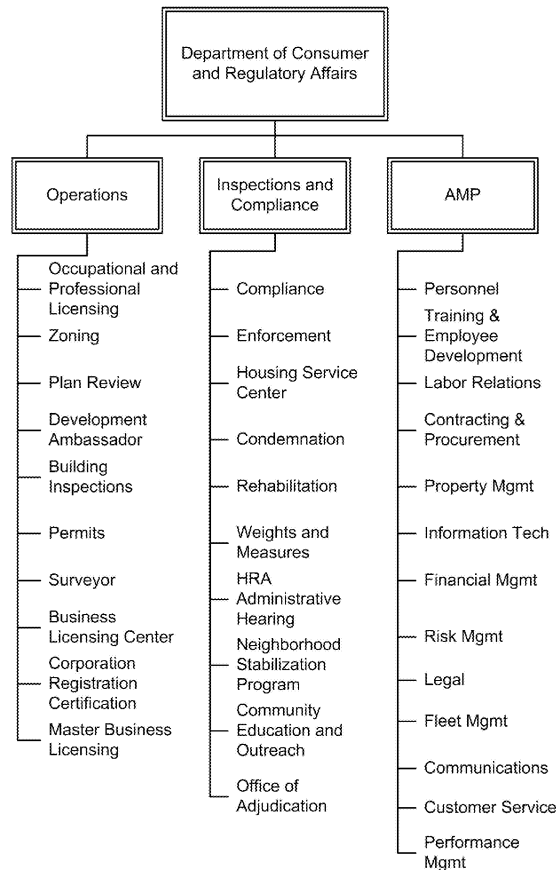 Department of Consumer
and Regulatory Affairs
Operations
Inspections and
Compliance
AMP
Occupational and
Professional
Licensing
Zoning
Plan Review
Development
Ambassador
Building
Inspections
Permits
Surveyor
Business
Licensing Center
Corporation
Registration
Certification
Master Business
Licensing
Compliance
Enforcement
Housing Service
Center
Condemnation
Rehabilitation
Weights and
Measures
HRA
Administrative
Hearing
Neighborhood
Stabilization
Program
Community
Education and
Outreach
Office of
Adjudication
Personnel
Training &
Employee
Development
Labor Relations
Contracting &
Procurement
Property Mgmt
Information Tech
Financial Mgmt
Risk Mgmt
Legal
Fleet Mgmt
Communications
Customer Service
Performance
Mgmt